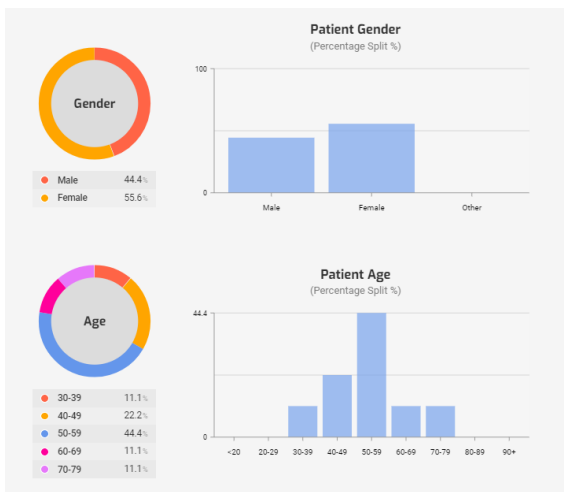 Patient Gender
(Percentage Split %)
Gender
Male 44.4%
Female 55.6%
100
0
Male Female Other
Patient Age
(Percentage Split %)
Age
30-39 11.1%
40-49 22.2%
50-59 44.4%
60-69 11.1%
70-79 11.1%
44.4
0
<20 20-29 30-39 40-49 50-59 60-69 70-79 80-89 90+